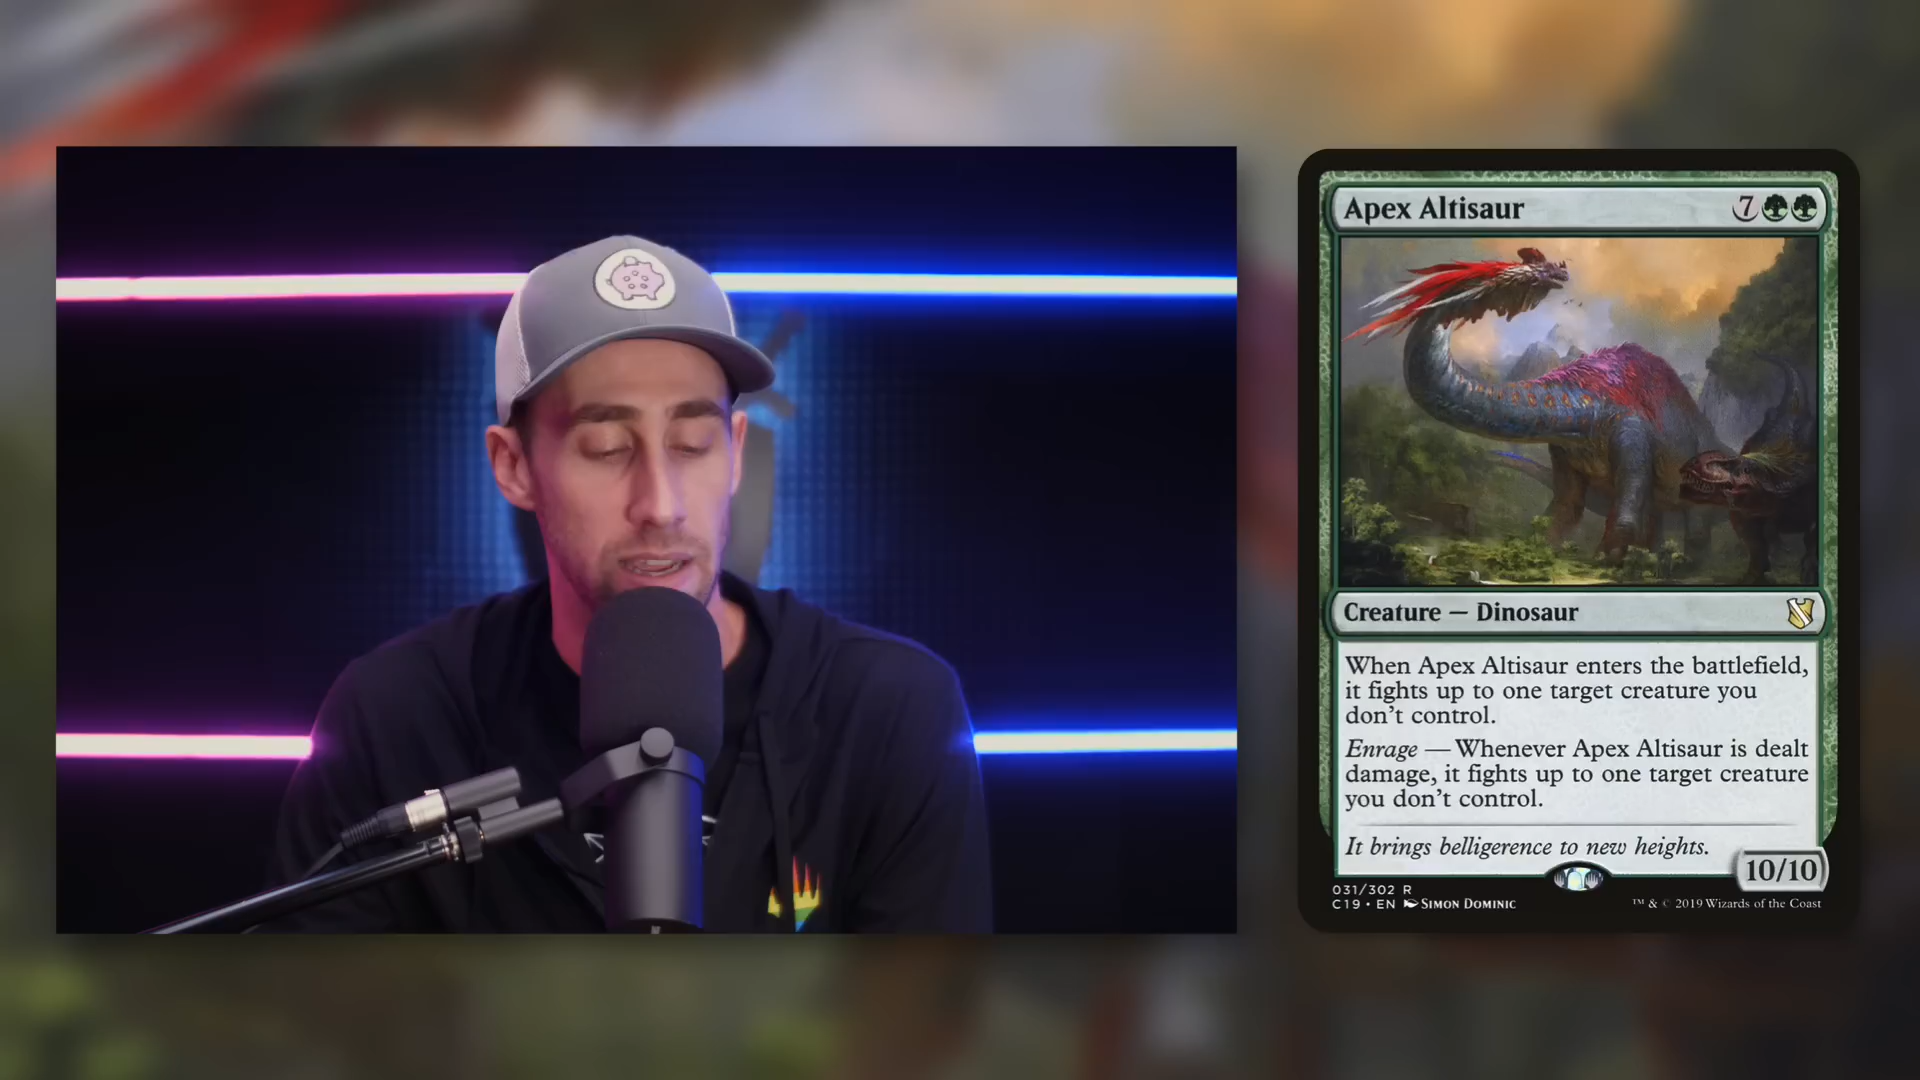 Apex Altisaur
7
Creature — Dinosaur
When Apex Altisaur enters the battlefield,
it fights up to one target creature you
don't control.
Enrage — Whenever Apex Altisaur is dealt
damage, it fights up to one target creature
you don't control.
It brings belligerence to new heights.
10/10
031/302 R
C19 • EN SIMON DOMINIC
™ & © 2019 Wizards of the Coast